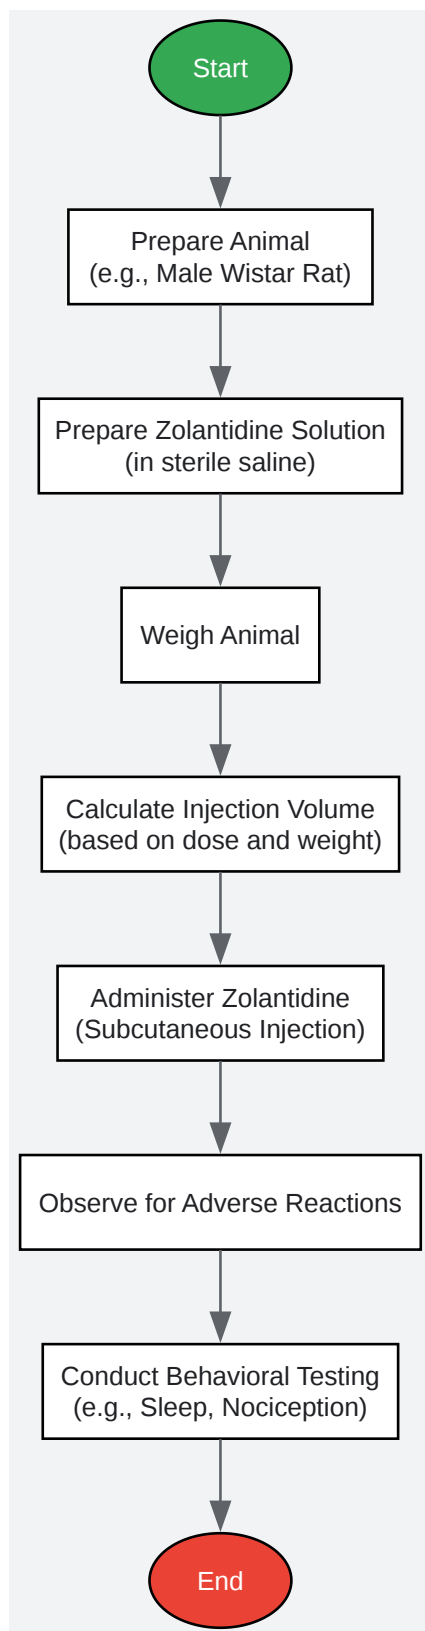 Start
Prepare Animal
(e.g., Male Wistar Rat)
Prepare Zolantidine Solution
(in sterile saline)
Weigh Animal
Calculate Injection Volume
(based on dose and weight)
Administer Zolantidine
(Subcutaneous Injection)
Observe for Adverse Reactions
Conduct Behavioral Testing
(e.g., Sleep, Nociception)
End